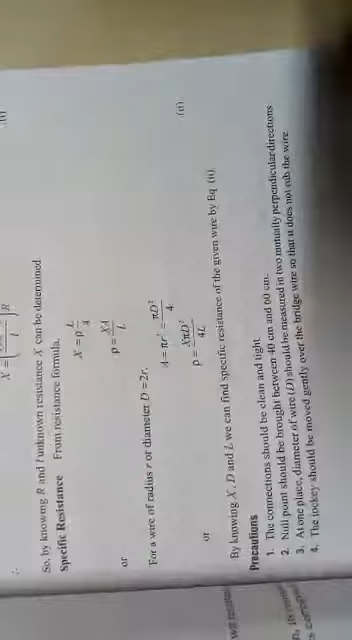 X = ( / l ) R ...(i)
So, by knowing R and l unknown resistance X can be determined
Specific Resistance From resistance formula,
X = ρ L/A
or ρ = XA/L
For a wire of radius r or diameter D = 2r,
A = πr² = πD²/4
or ρ = XπD²/4L ...(ii)
By knowing X, D and L we can find specific resistance of the given wire by Eq (ii)
Precautions
1. The connections should be clean and tight
2. Null point should be brought between 40 cm and 60 cm.
3. At one place, diameter of wire (D) should be measured in two mutually perpendicular directions
4. The jockey should be moved gently over the bridge wire so that it does not rub the wire